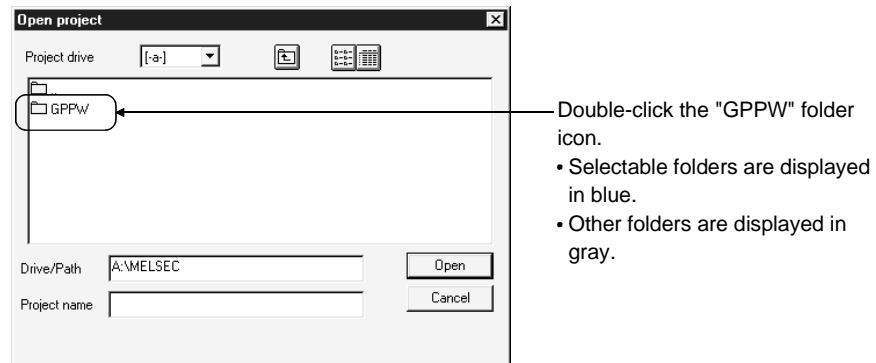 Open project
Project drive [-a-]
..
GPPW
Drive/Path A:\MELSEC Open
Project name Cancel
Double-click the "GPPW" folder
icon.
• Selectable folders are displayed
in blue.
• Other folders are displayed in
gray.